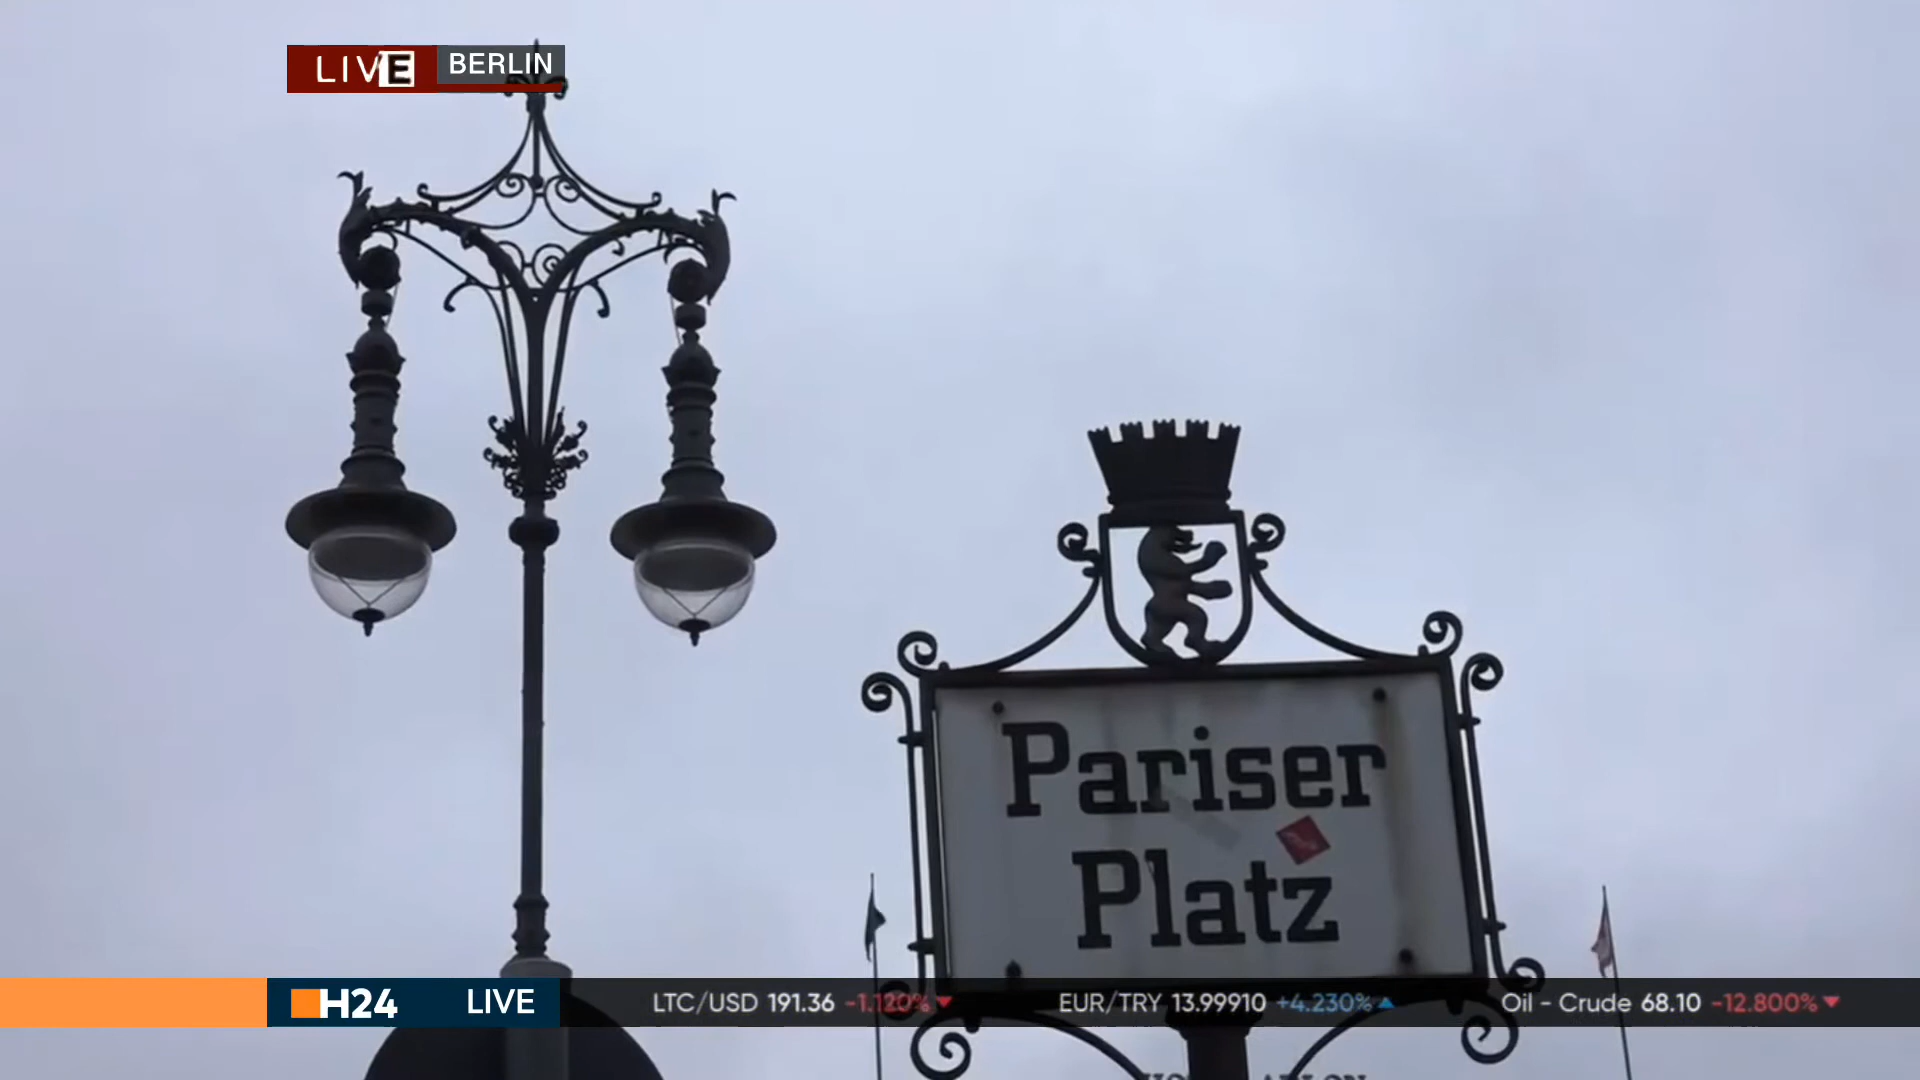 LIVE BERLIN
Pariser
Platz
H24 LIVE LTC/USD 191.36 -1.120% EUR/TRY 13.99910 +4.230% Oil - Crude 68.10 -12.800%